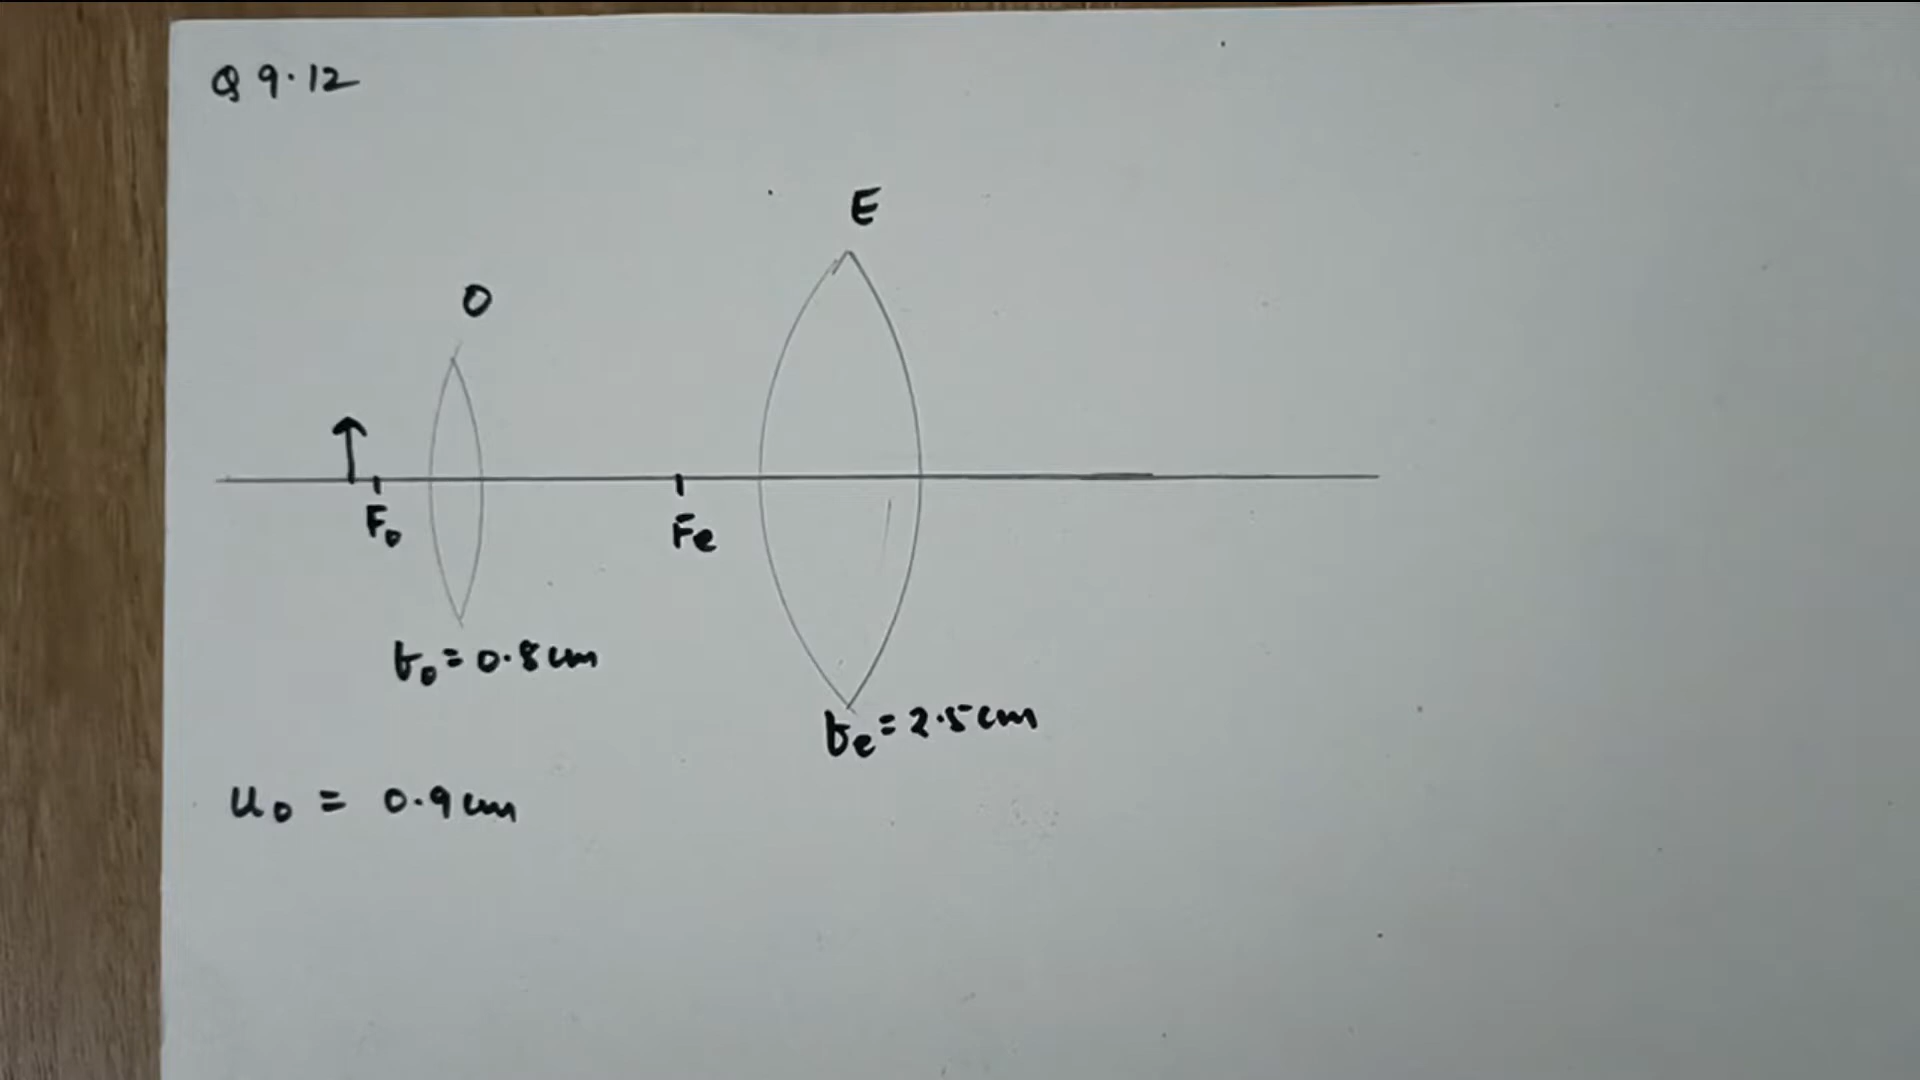 Q 9.12
E
O
Fo
Fe
fo = 0.8 cm
fe = 2.5 cm
uo = 0.9 cm